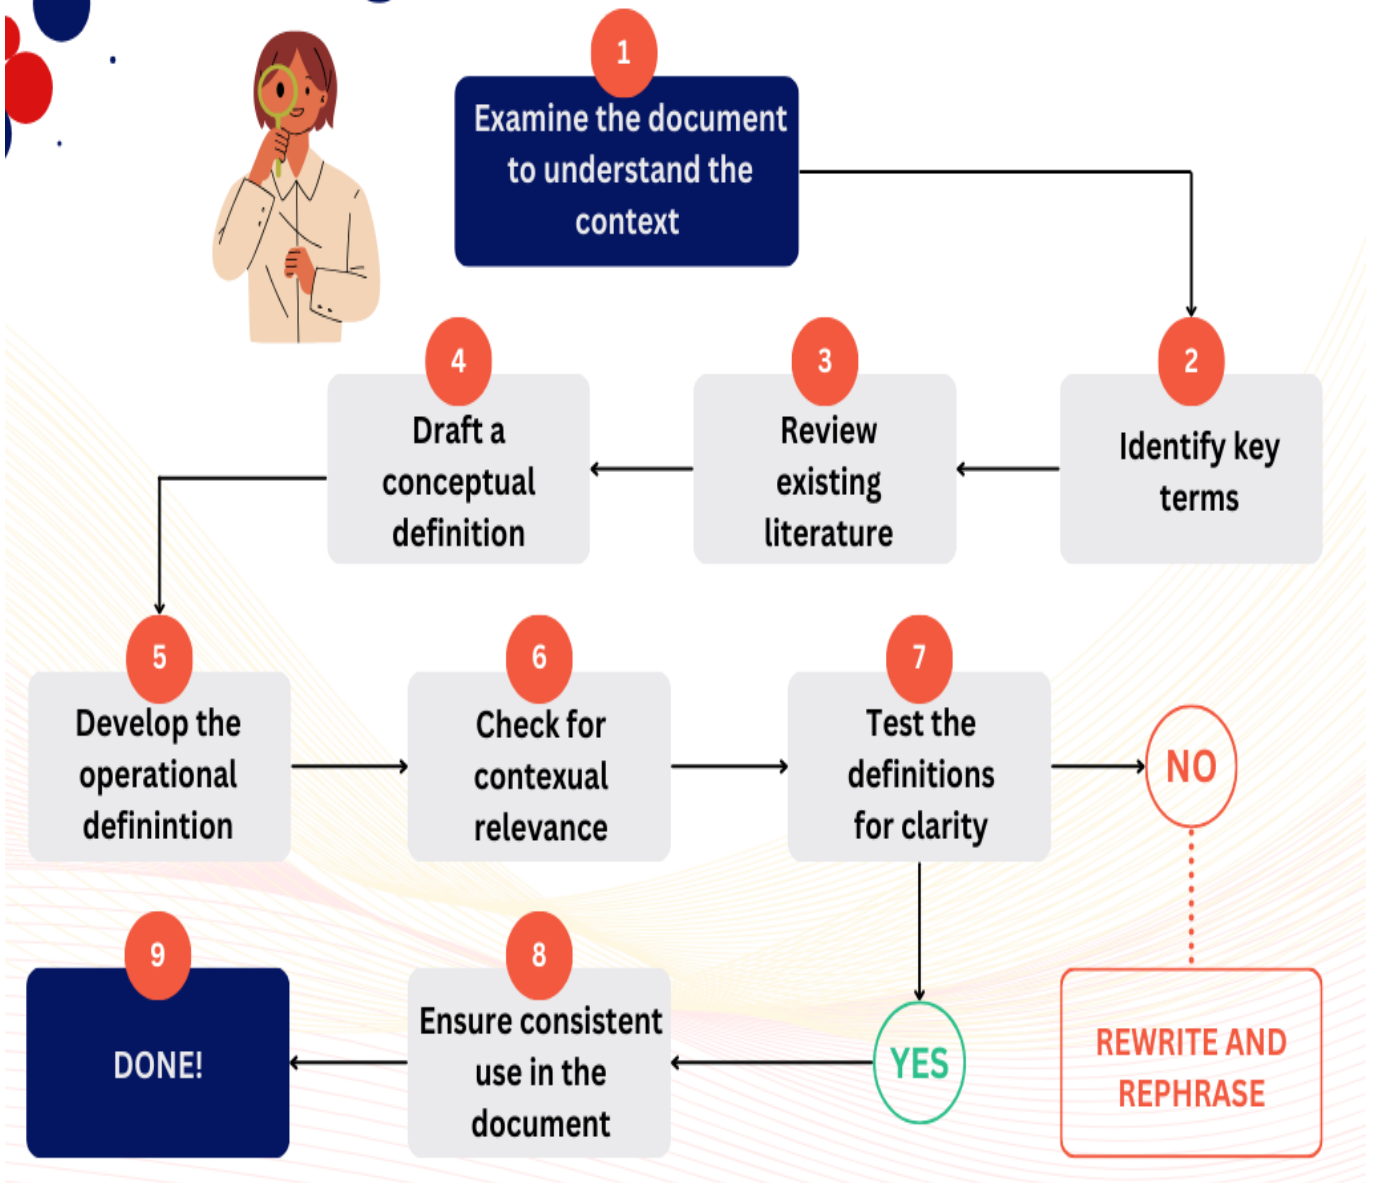 1
Examine the document
to understand the
context
2
Identify key
terms
3
Review
existing
literature
4
Draft a
conceptual
definition
5
Develop the
operational
definintion
6
Check for
contexual
relevance
7
Test the
definitions
for clarity
NO
REWRITE AND
REPHRASE
YES
8
Ensure consistent
use in the
document
9
DONE!